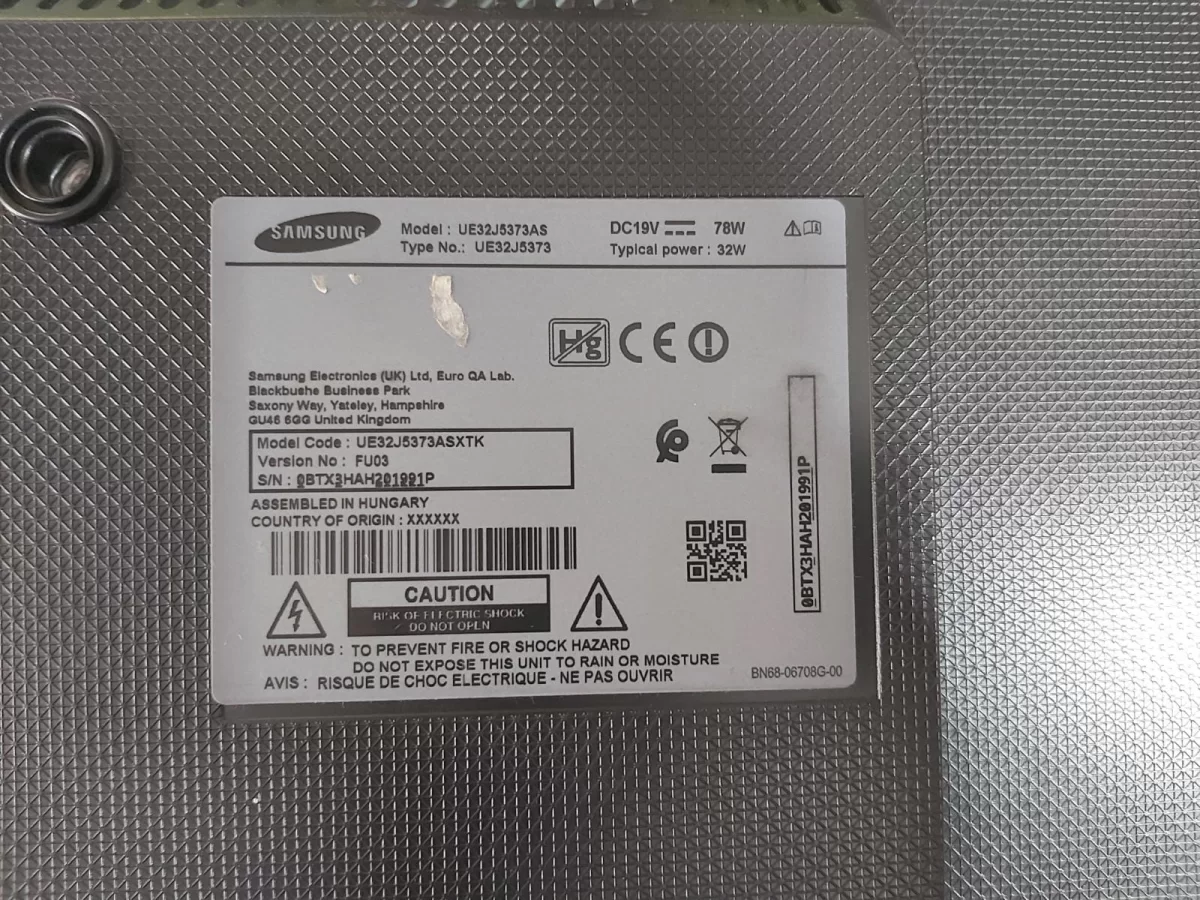 SAMSUNG
Model : UE32J5373AS
Type No.: UE32J5373
DC19V 78W
Typical power : 32W
Hg CE
Samsung Electronics (UK) Ltd, Euro QA Lab.
Blackbushe Business Park
Saxony Way, Yateley, Hampshire
GU46 6GG United Kingdom
Model Code : UE32J5373ASXTK
Version No : FU03
S/N : 0BTX3HAH201991P
ASSEMBLED IN HUNGARY
COUNTRY OF ORIGIN : XXXXXX
0BTX3HAH201991P
CAUTION
RISK OF ELECTRIC SHOCK
DO NOT OPEN
WARNING : TO PREVENT FIRE OR SHOCK HAZARD
DO NOT EXPOSE THIS UNIT TO RAIN OR MOISTURE
AVIS : RISQUE DE CHOC ELECTRIQUE - NE PAS OUVRIR
BN68-06708G-00